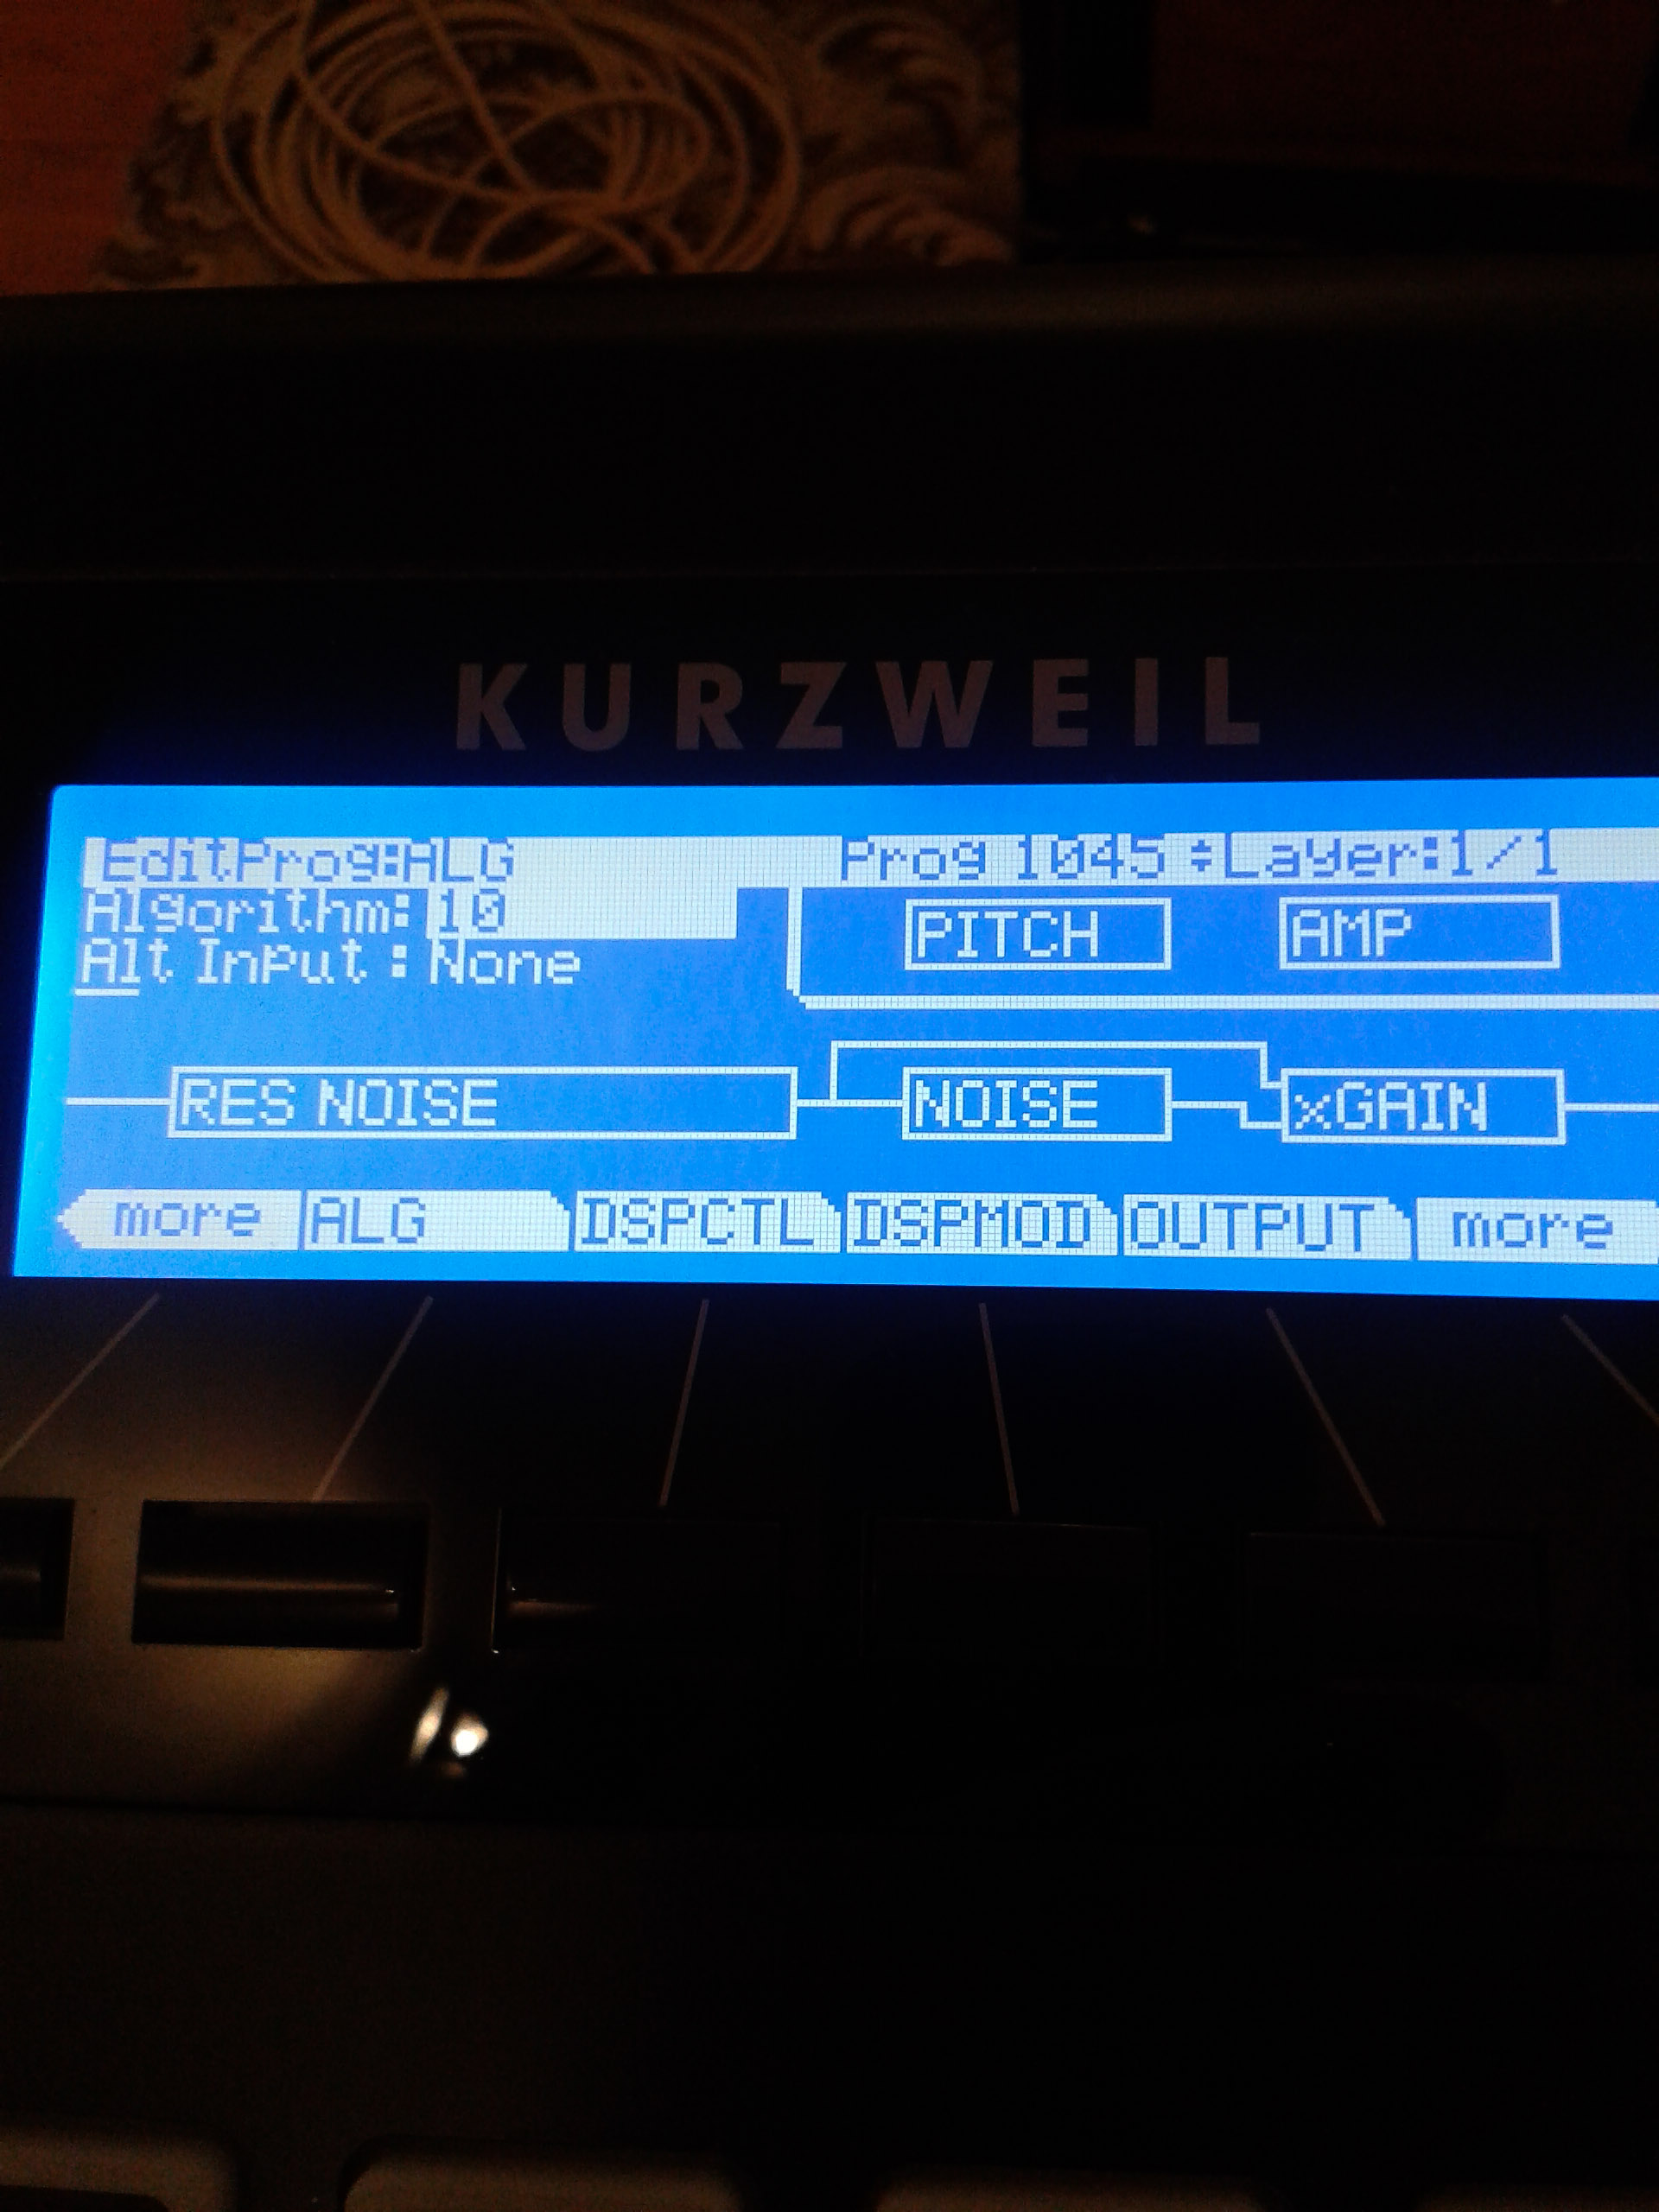 KURZWEIL
EditProg:ALG Prog 1045 Layer:1/1
Algorithm:10 PITCH AMP
Alt Input :None
RES NOISE NOISE xGAIN
more ALG DSPCTL DSPMOD OUTPUT more